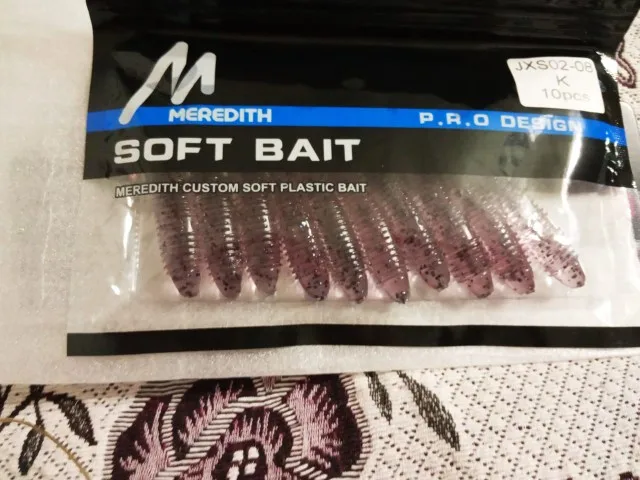 M
MEREDITH
P.R.O DESIGN
JXS02-08
K
10pcs
SOFT BAIT
MEREDITH CUSTOM SOFT PLASTIC BAIT